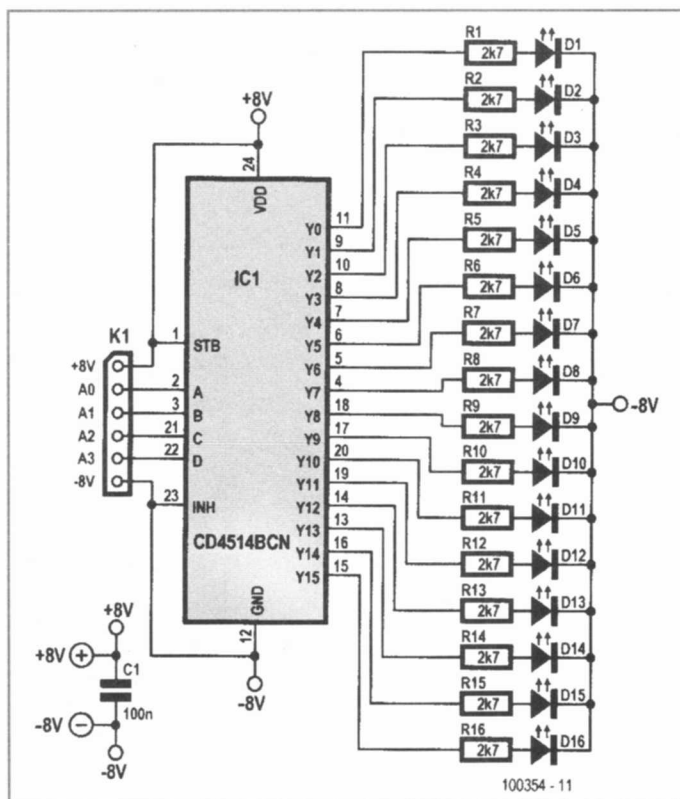 +8V
24
VDD
IC1
K1
+8V
A0
A1
A2
A3
-8V
1
STB
2
A
3
B
21
C
22
D
23
INH
CD4514BCN
GND
12
-8V
Y0
11
Y1
9
Y2
10
Y3
8
Y4
7
Y5
6
Y6
5
Y7
4
Y8
18
Y9
17
Y10
20
Y11
19
Y12
14
Y13
13
Y14
16
Y15
15
R1
2k7
D1
R2
2k7
D2
R3
2k7
D3
R4
2k7
D4
R5
2k7
D5
R6
2k7
D6
R7
2k7
D7
R8
2k7
D8
R9
2k7
D9
R10
2k7
D10
R11
2k7
D11
R12
2k7
D12
R13
2k7
D13
R14
2k7
D14
R15
2k7
D15
R16
2k7
D16
-8V
+8V
+8V
+
C1
100n
-8V
−
-8V
100354 - 11